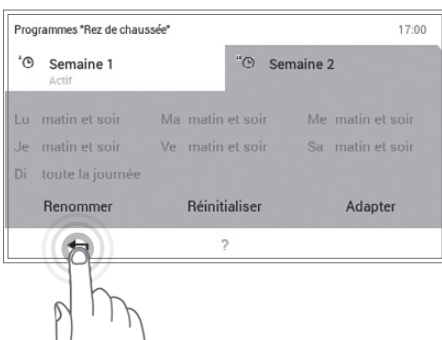 Programmes "Rez de chaussée" 17:00
Semaine 1 Semaine 2
Actif
Lu matin et soir Ma matin et soir Me matin et soir
Je matin et soir Ve matin et soir Sa matin et soir
Di toute la journée
Renommer Réinitialiser Adapter
?